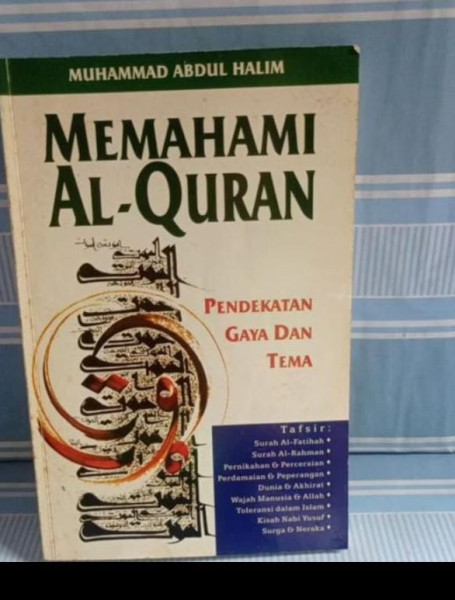 MUHAMMAD ABDUL HALIM
MEMAHAMI
AL-QURAN
PENDEKATAN
GAYA DAN
TEMA
Tafsir:
Surah Al-Fatihah •
Surah Al-Rahman •
Pernikahan & Perceraian •
Perdamaian & Peperangan •
Dunia & Akhirat •
Wajah Manusia & Allah •
Toleransi dalam Islam •
Kisah Nabi Yusuf •
Surga & Neraka •